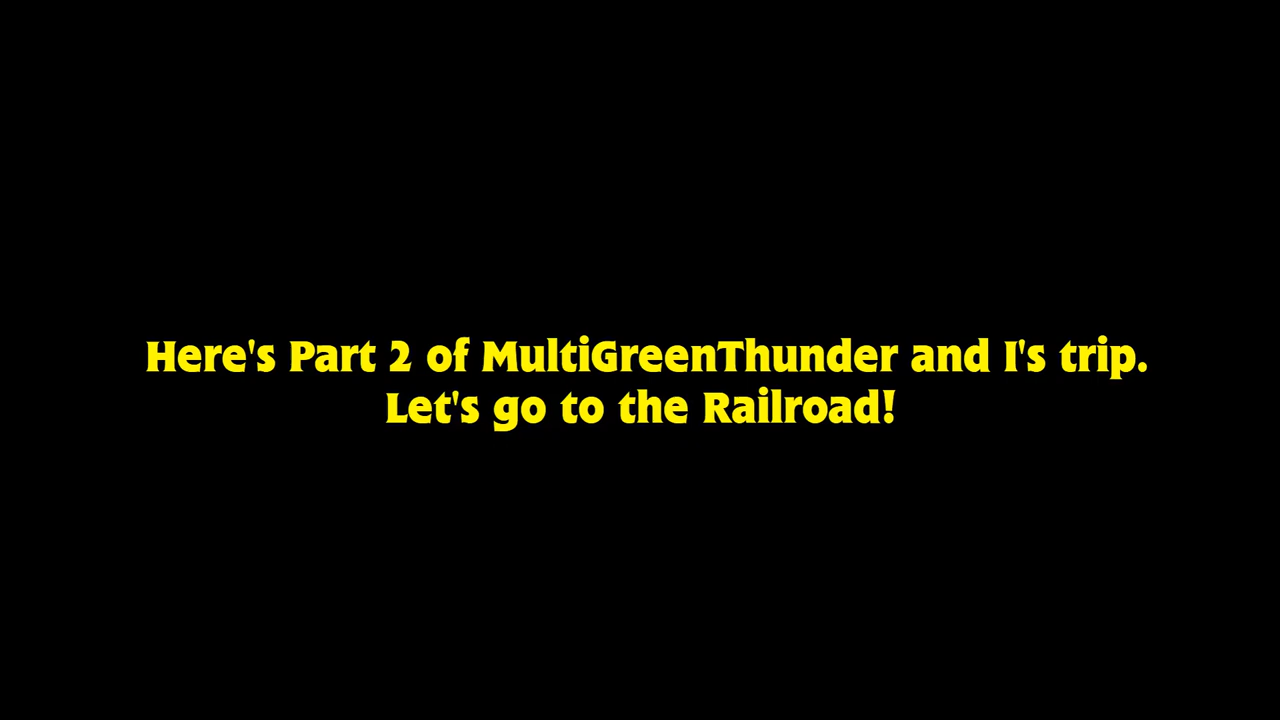 Here's Part 2 of MultiGreenThunder and I's trip.
Let's go to the Railroad!